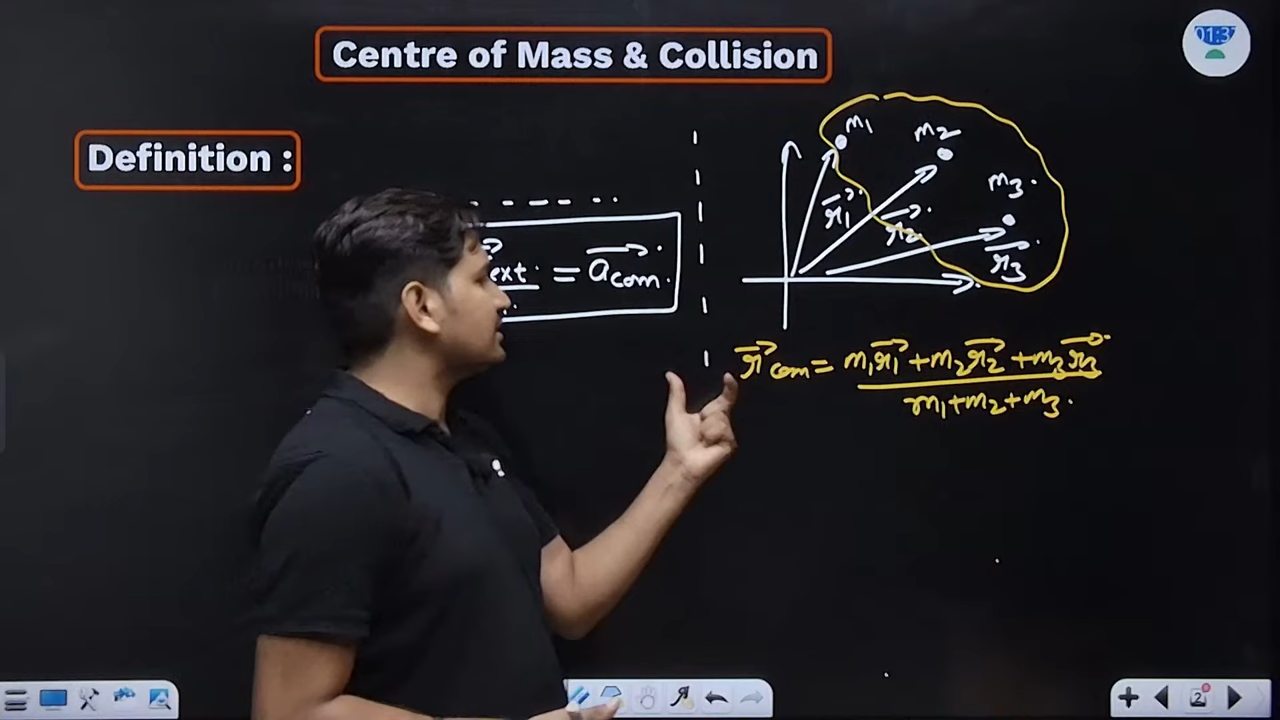 Centre of Mass & Collision
Definition :
ext = a⃗com.
m1
m2
m3.
r⃗1
r⃗2
r⃗3
r⃗com = m1r⃗1 + m2r⃗2 + m3r⃗3
m1+m2+m3.
2